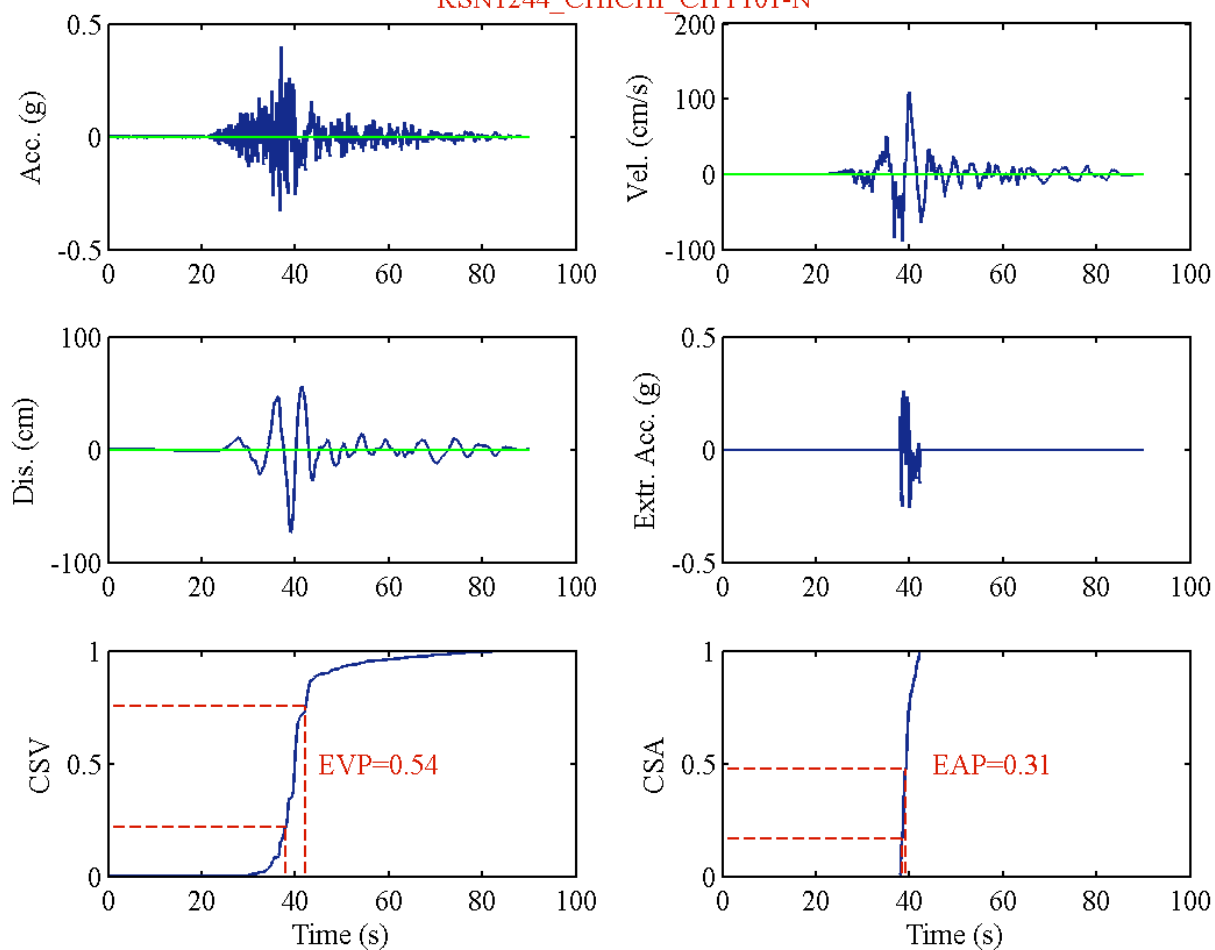 RSN1244_CHICHI_CHY101-N
0.5
0
-0.5
Acc. (g)
0 20 40 60 80 100
200
100
0
-100
Vel. (cm/s)
0 20 40 60 80 100
100
0
-100
Dis. (cm)
0 20 40 60 80 100
0.5
0
-0.5
Extr. Acc. (g)
0 20 40 60 80 100
1
0.5
0
CSV
EVP=0.54
0 20 40 60 80 100
Time (s)
1
0.5
0
CSA
EAP=0.31
0 20 40 60 80 100
Time (s)